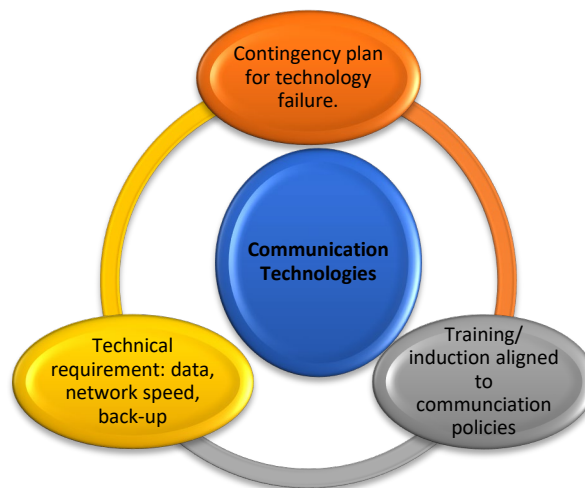 Contingency plan
for technology
failure.
Communication
Technologies
Technical
requirement: data,
network speed,
back-up
Training/
induction aligned
to
communciation
policies